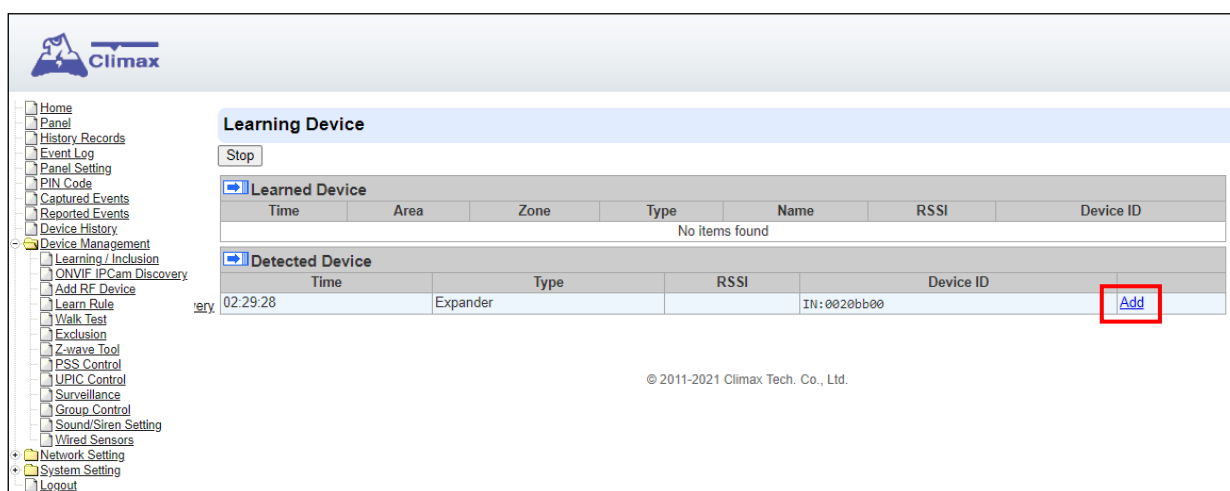 Climax
Home
Panel
History Records
Event Log
Panel Setting
PIN Code
Captured Events
Reported Events
Device History
Device Management
Learning / Inclusion
ONVIF IPCam Discovery
Add RF Device
Learn Rule
Walk Test
Exclusion
Z-wave Tool
PSS Control
UPIC Control
Surveillance
Group Control
Sound/Siren Setting
Wired Sensors
Network Setting
System Setting
Logout
Learning Device
Stop
Learned Device
Time Area Zone Type Name RSSI Device ID
No items found
Detected Device
Time Type RSSI Device ID
very 02:29:28 Expander IN:0020bb00 Add
© 2011-2021 Climax Tech. Co., Ltd.